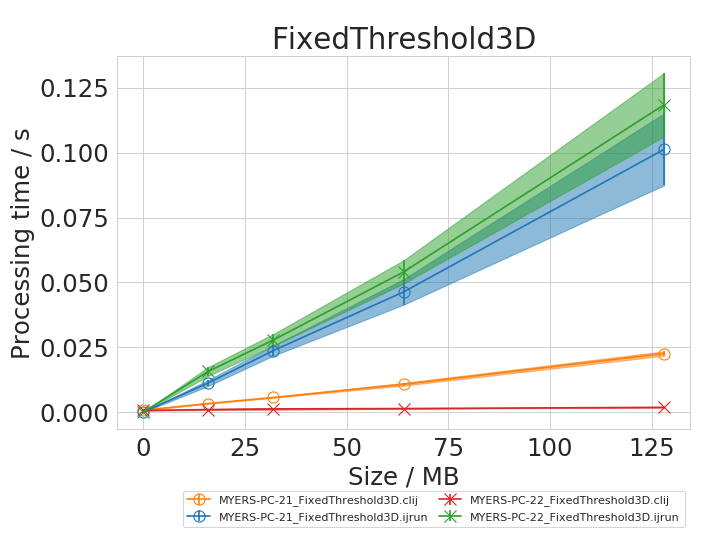 FixedThreshold3D
0.125
0.100
0.075
0.050
0.025
0.000
Processing time / s
0 25 50 75 100 125
Size / MB
MYERS-PC-21_FixedThreshold3D.clij MYERS-PC-22_FixedThreshold3D.clij
MYERS-PC-21_FixedThreshold3D.ijrun MYERS-PC-22_FixedThreshold3D.ijrun